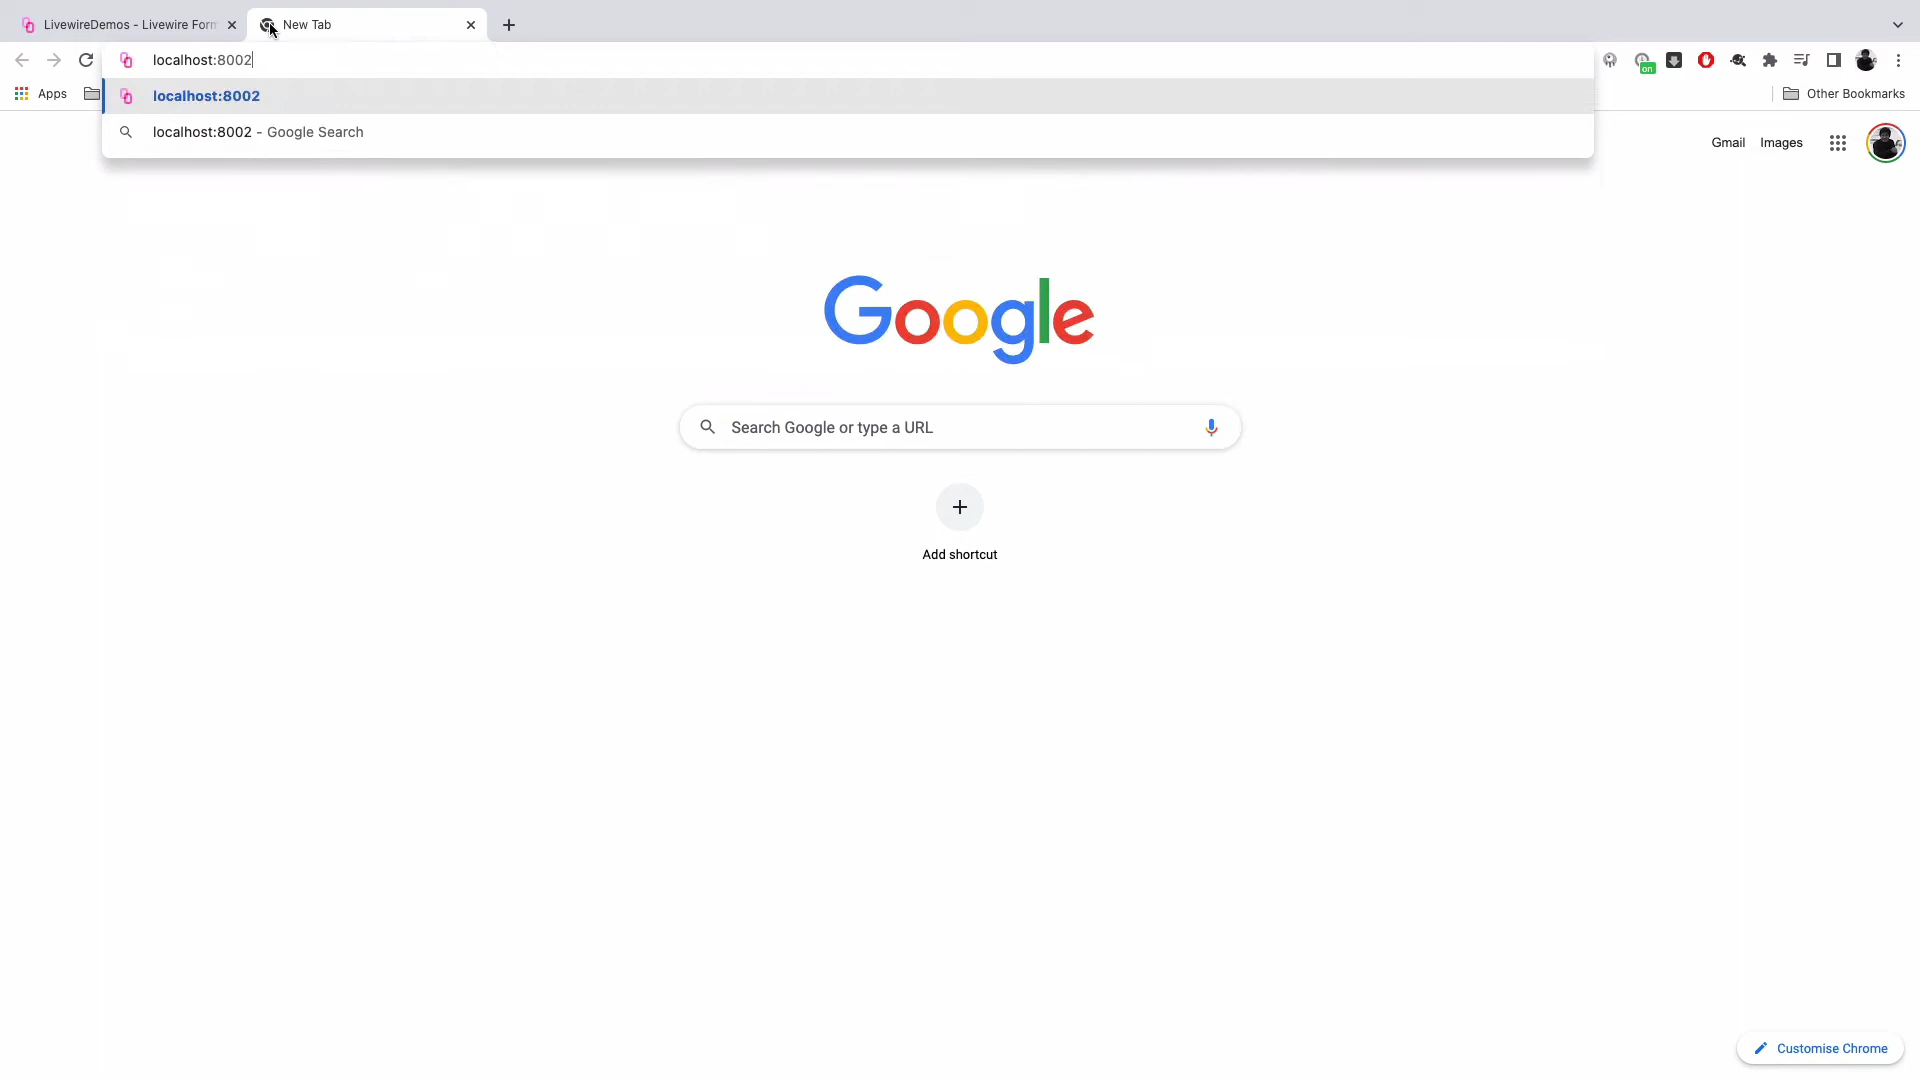 LivewireDemos - Livewire Form
New Tab
localhost:8002
Apps
localhost:8002
Other Bookmarks
localhost:8002 - Google Search
on
Gmail
Images
Google
Search Google or type a URL
Add shortcut
Customise Chrome